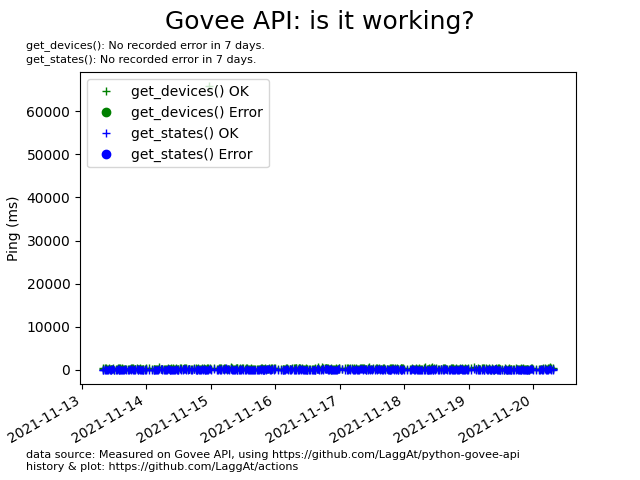 Govee API: is it working?
get_devices(): No recorded error in 7 days.
get_states(): No recorded error in 7 days.
get_devices() OK
get_devices() Error
get_states() OK
get_states() Error
Ping (ms)
60000
50000
40000
30000
20000
10000
0
2021-11-13
2021-11-14
2021-11-15
2021-11-16
2021-11-17
2021-11-18
2021-11-19
2021-11-20
data source: Measured on Govee API, using https://github.com/LaggAt/python-govee-api
history & plot: https://github.com/LaggAt/actions